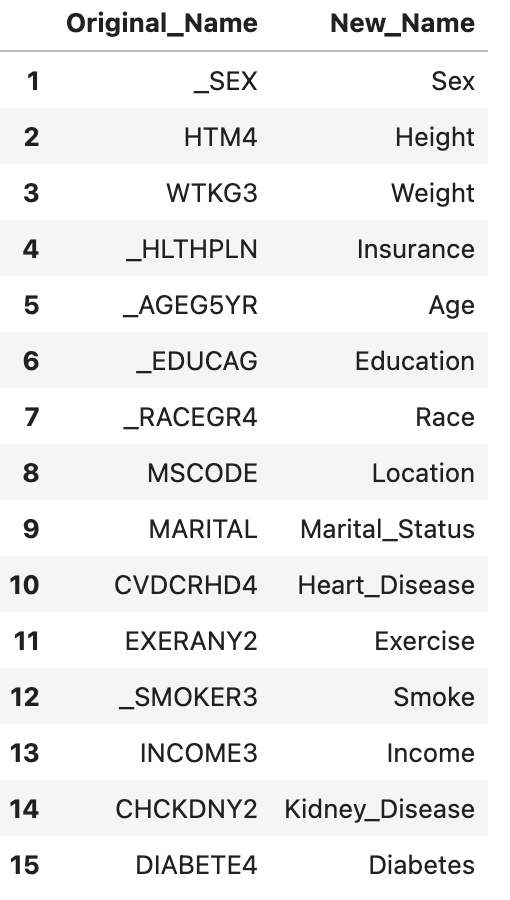 Original_Name New_Name
1 _SEX Sex
2 HTM4 Height
3 WTKG3 Weight
4 _HLTHPLN Insurance
5 _AGEG5YR Age
6 _EDUCAG Education
7 _RACEGR4 Race
8 MSCODE Location
9 MARITAL Marital_Status
10 CVDCRHD4 Heart_Disease
11 EXERANY2 Exercise
12 _SMOKER3 Smoke
13 INCOME3 Income
14 CHCKDNY2 Kidney_Disease
15 DIABETE4 Diabetes